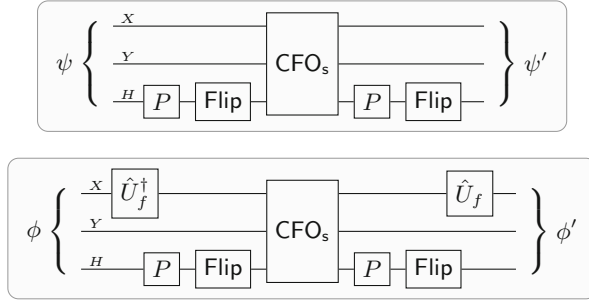 X
ψ Y CFOₛ ψ′
H P Flip P Flip
X Û_f^† Û_f
ϕ Y CFOₛ ϕ′
H P Flip P Flip